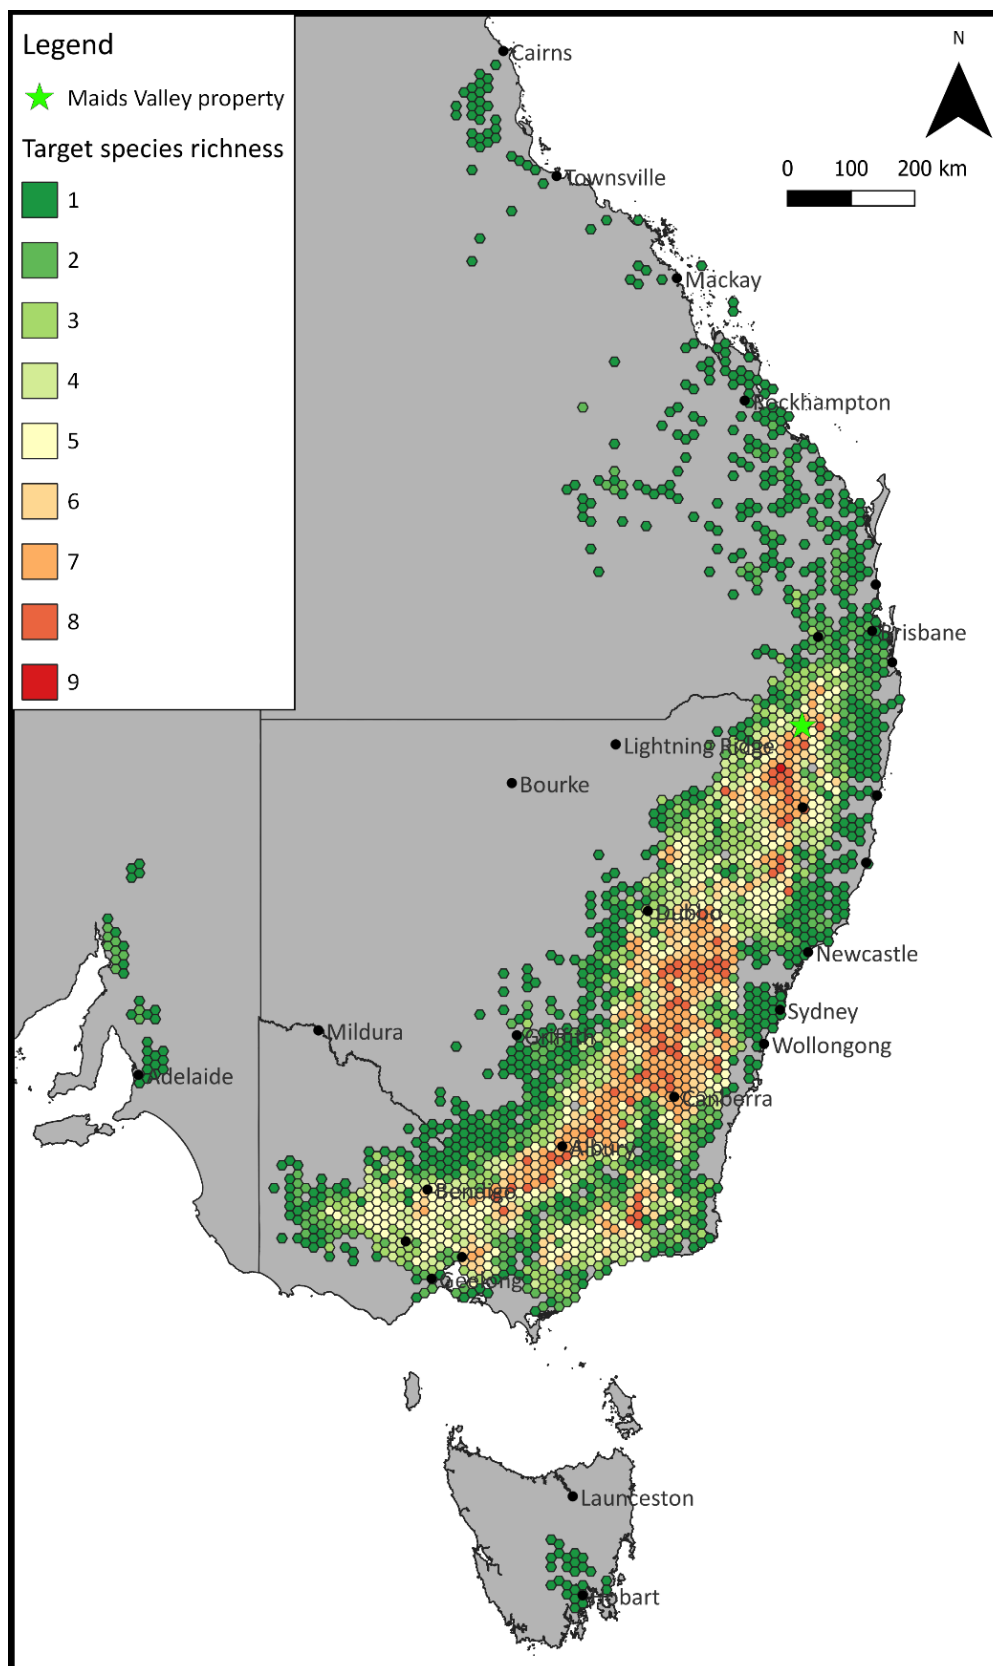 Legend
Maids Valley property
Target species richness
1
2
3
4
5
6
7
8
9
N
0 100 200 km
Cairns
Townsville
Mackay
Rockhampton
Brisbane
Lightning Ridge
Bourke
Dubbo
Newcastle
Sydney
Mildura
Griffith
Wollongong
Adelaide
Canberra
Albury
Bendigo
Geelong
Launceston
Hobart